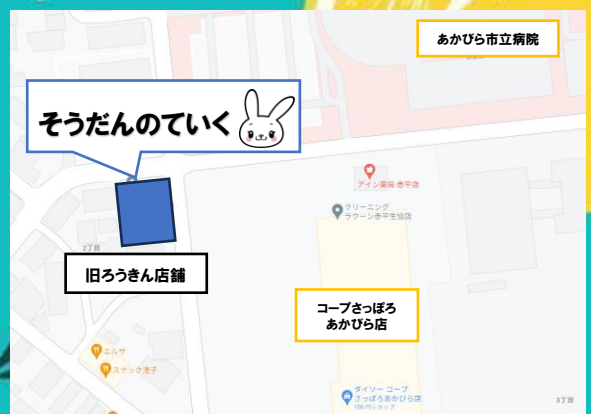 あかびら市立病院
そうだんのていく
アイン薬局 赤平店
クリーニング
ラクーン赤平生協店
2丁目
旧ろうきん店舗
コープさっぽろ
あかびら店
エルザ
スナック港子
ダイソー コープ
さっぽろあかびら店
100円ショップ
3丁目